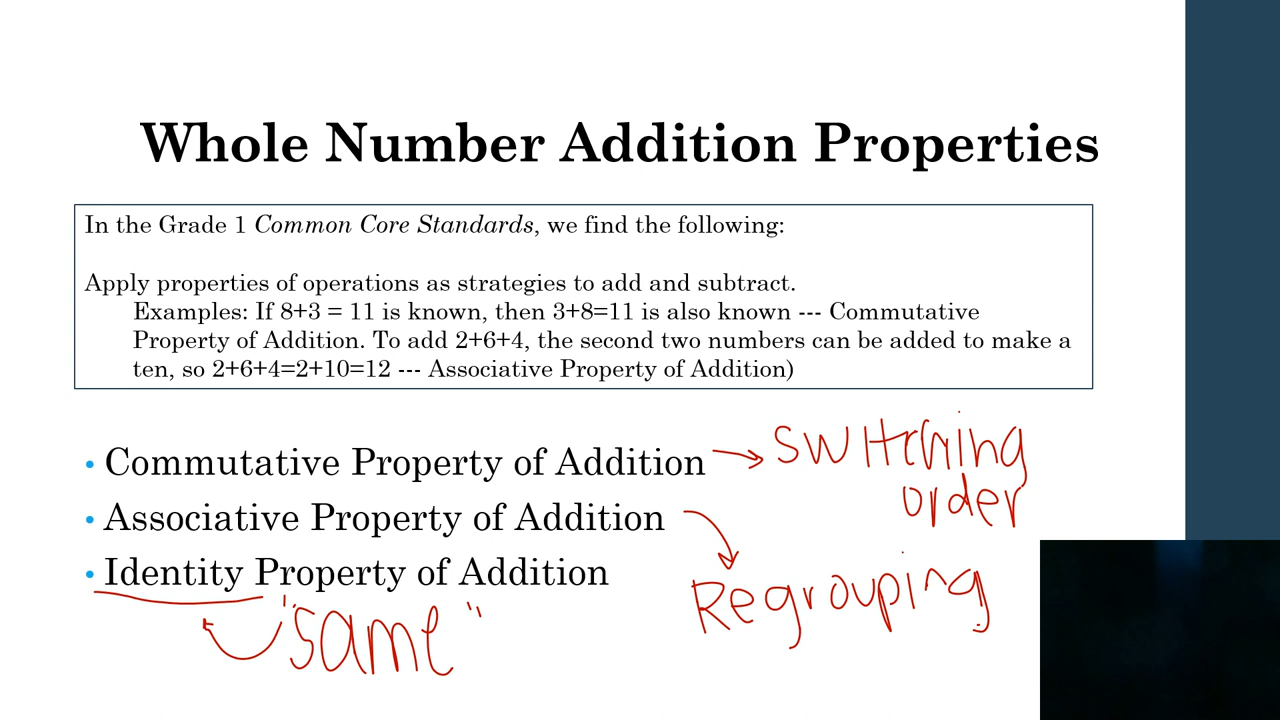 Whole Number Addition Properties
In the Grade 1 Common Core Standards, we find the following:
Apply properties of operations as strategies to add and subtract.
Examples: If 8+3 = 11 is known, then 3+8=11 is also known --- Commutative
Property of Addition. To add 2+6+4, the second two numbers can be added to make a
ten, so 2+6+4=2+10=12 --- Associative Property of Addition)
• Commutative Property of Addition → switching
order
• Associative Property of Addition
• Identity Property of Addition
Regrouping
"same"